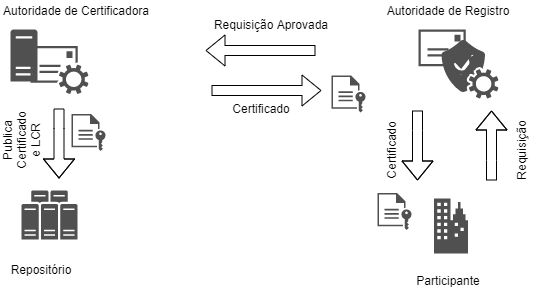 Autoridade de Certificadora
Requisição Aprovada
Autoridade de Registro
Certificado
Publica
Certificado
e LCR
Certificado
Requisição
Repositório
Participante